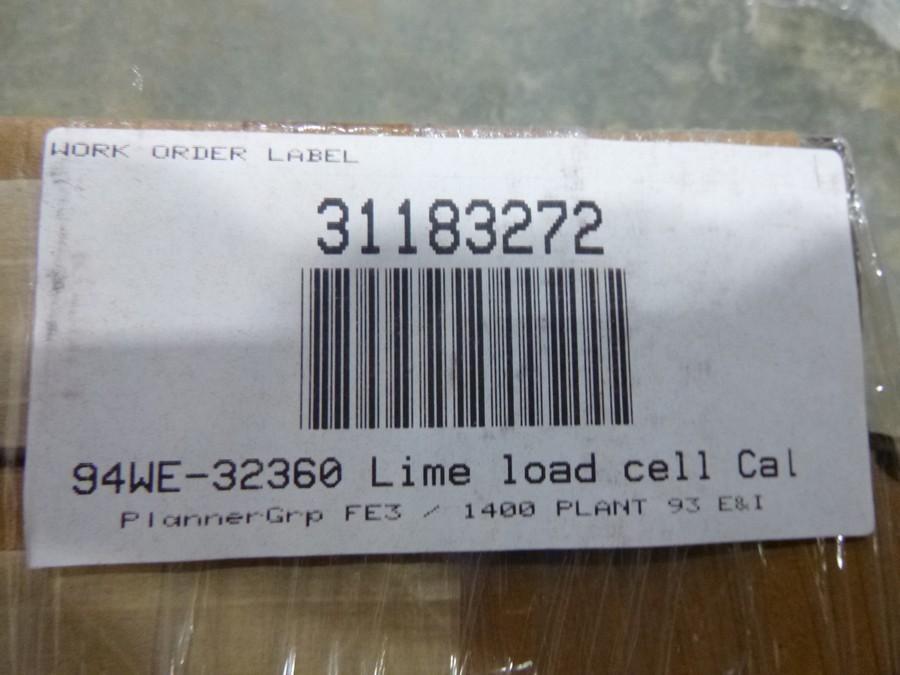 WORK ORDER LABEL
31183272
94WE-32360 Lime load cell Cal
PlannerGrp FE3 / 1400 PLANT 93 E&I